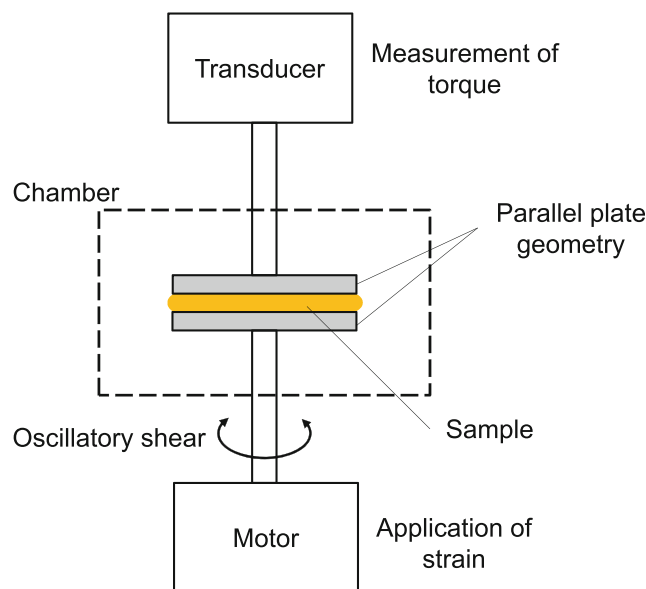 Transducer
Measurement of
torque
Chamber
Parallel plate
geometry
Oscillatory shear
Sample
Motor
Application of
strain